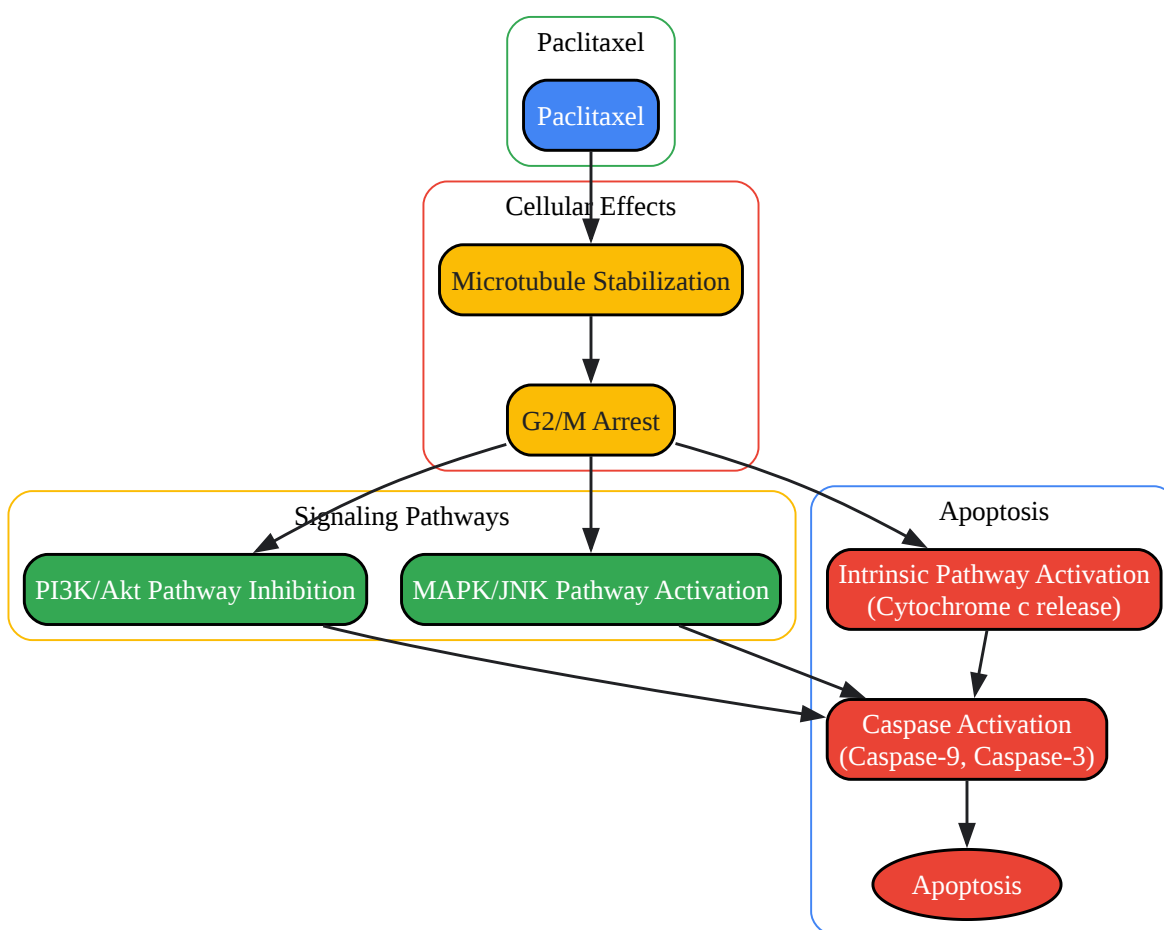 Paclitaxel
Paclitaxel
Cellular Effects
Microtubule Stabilization
G2/M Arrest
Signaling Pathways
PI3K/Akt Pathway Inhibition
MAPK/JNK Pathway Activation
Apoptosis
Intrinsic Pathway Activation
(Cytochrome c release)
Caspase Activation
(Caspase-9, Caspase-3)
Apoptosis